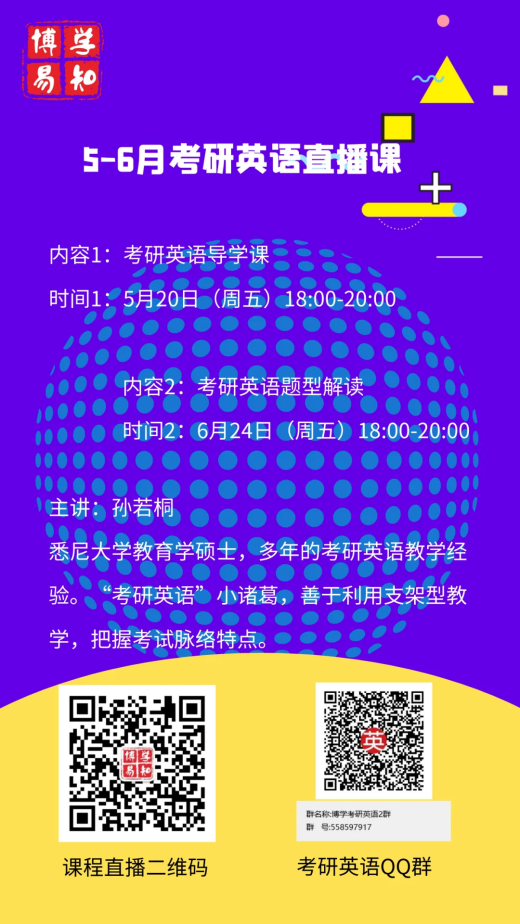 博学
易知
5-6月考研英语直播课
内容1：考研英语导学课
时间1：5月20日（周五）18:00-20:00
内容2：考研英语题型解读
时间2：6月24日（周五）18:00-20:00
主讲：孙若桐
悉尼大学教育学硕士，多年的考研英语教学经
验。“考研英语”小诸葛，善于利用支架型教
学，把握考试脉络特点。
博学
易知
英
群名称:博学考研英语2群
群 号:558597917
课程直播二维码
考研英语QQ群